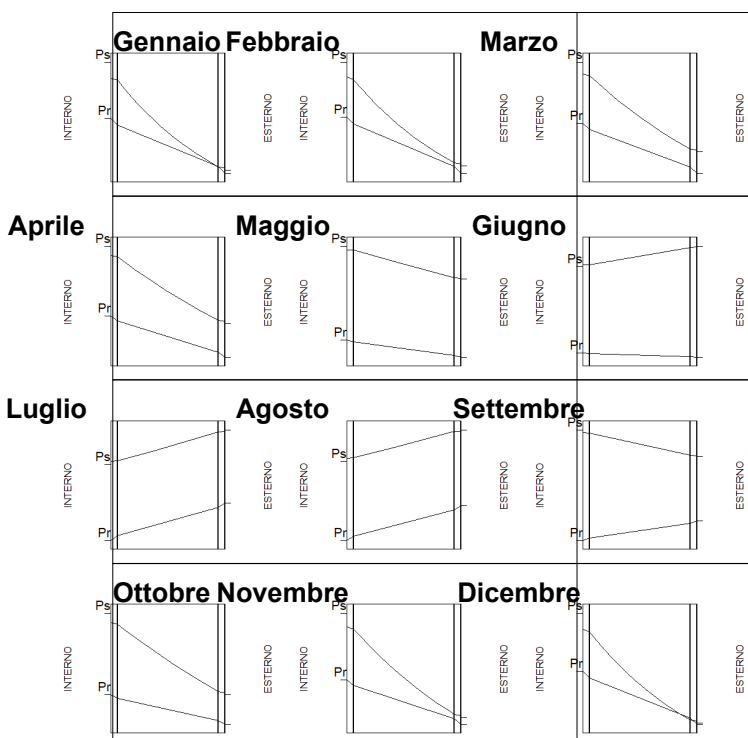 Gennaio Febbraio Marzo
Ps Ps Ps
Pr Pr Pr
INTERNO ESTERNO INTERNO ESTERNO INTERNO ESTERNO
Aprile Maggio Giugno
Ps Ps Ps
Pr Pr Pr
INTERNO ESTERNO INTERNO ESTERNO INTERNO ESTERNO
Luglio Agosto Settembre
Ps Ps Ps
Pr Pr Pr
INTERNO ESTERNO INTERNO ESTERNO INTERNO ESTERNO
Ottobre Novembre Dicembre
Ps Ps Ps
Pr Pr Pr
INTERNO ESTERNO INTERNO ESTERNO INTERNO ESTERNO